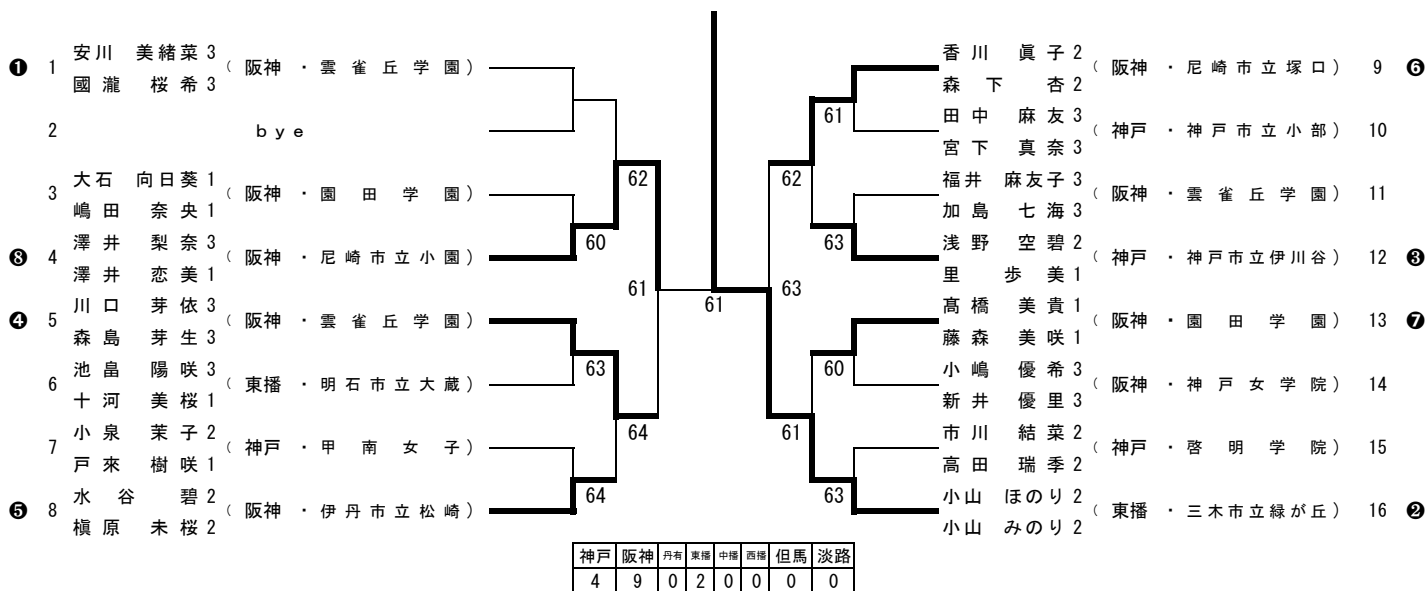 安川 美緒菜 3
❶ 1 ( 阪神 ・ 雲雀丘学園 )
國瀧 桜希 3
2 bye
大石 向日葵 1
3 ( 阪神 ・ 園田学園 )
嶋田 奈央 1
澤井 梨奈 3
❽ 4 ( 阪神 ・ 尼崎市立小園 )
澤井 恋美 1
川口 芽依 3
❹ 5 ( 阪神 ・ 雲雀丘学園 )
森島 芽生 3
池畠 陽咲 3
6 ( 東播 ・ 明石市立大蔵 )
十河 美桜 1
小泉 茉子 2
7 ( 神戸 ・ 甲南女子 )
戸來 樹咲 1
水谷 碧 2
❺ 8 ( 阪神 ・ 伊丹市立松崎 )
槇原 未桜 2
62
60
61
63
64
64
61
61
62
63
63
60
61
63
香川 眞子 2
( 阪神 ・ 尼崎市立塚口 ) 9 ❻
森下 杏 2
田中 麻友 3
( 神戸 ・ 神戸市立小部 ) 10
宮下 真奈 3
福井 麻友子 3
( 阪神 ・ 雲雀丘学園 ) 11
加島 七海 3
浅野 空碧 2
( 神戸 ・ 神戸市立伊川谷 ) 12 ❸
里 歩美 1
髙橋 美貴 1
( 阪神 ・ 園田学園 ) 13 ❼
藤森 美咲 1
小嶋 優希 3
( 阪神 ・ 神戸女学院 ) 14
新井 優里 3
市川 結菜 2
( 神戸 ・ 啓明学院 ) 15
高田 瑞季 2
小山 ほのり 2
( 東播 ・ 三木市立緑が丘 ) 16 ❷
小山 みのり 2
神戸 阪神 丹有 東播 中播 西播 但馬 淡路
4 9 0 2 0 0 0 0